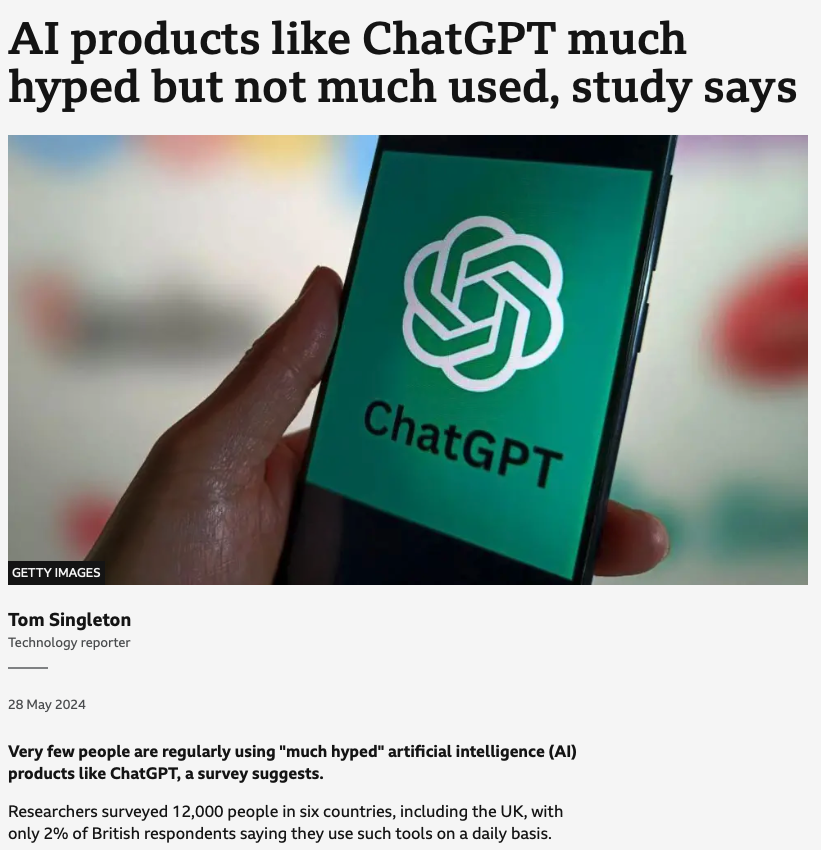 AI products like ChatGPT much
hyped but not much used, study says
ChatGPT
GETTY IMAGES
Tom Singleton
Technology reporter
28 May 2024
Very few people are regularly using "much hyped" artificial intelligence (AI)
products like ChatGPT, a survey suggests.
Researchers surveyed 12,000 people in six countries, including the UK, with
only 2% of British respondents saying they use such tools on a daily basis.